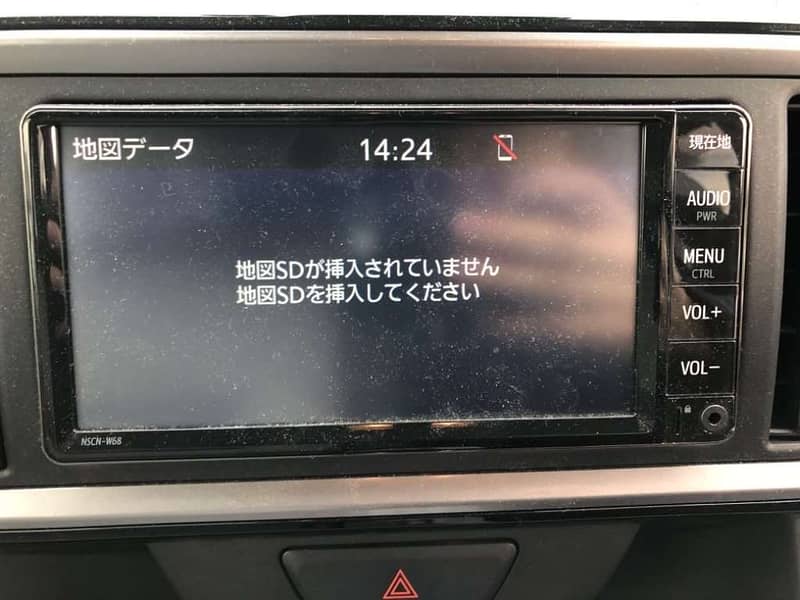 地図データ 14:24
地図SDが挿入されていません
地図SDを挿入してください
現在地
AUDIO
PWR
MENU
CTRL
VOL+
VOL−
NSCN-W68